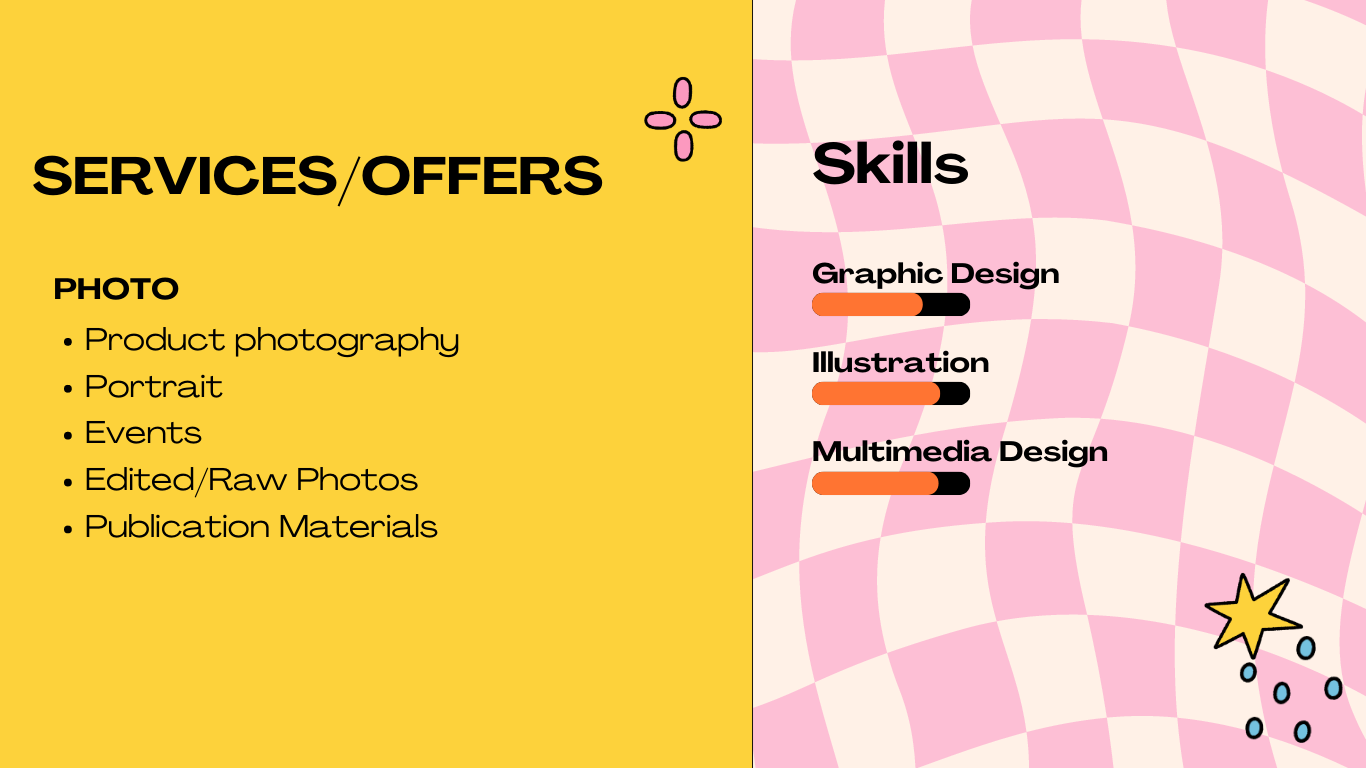 SERVICES/OFFERS
PHOTO
• Product photography
• Portrait
• Events
• Edited/Raw Photos
• Publication Materials
Skills
Graphic Design
Illustration
Multimedia Design